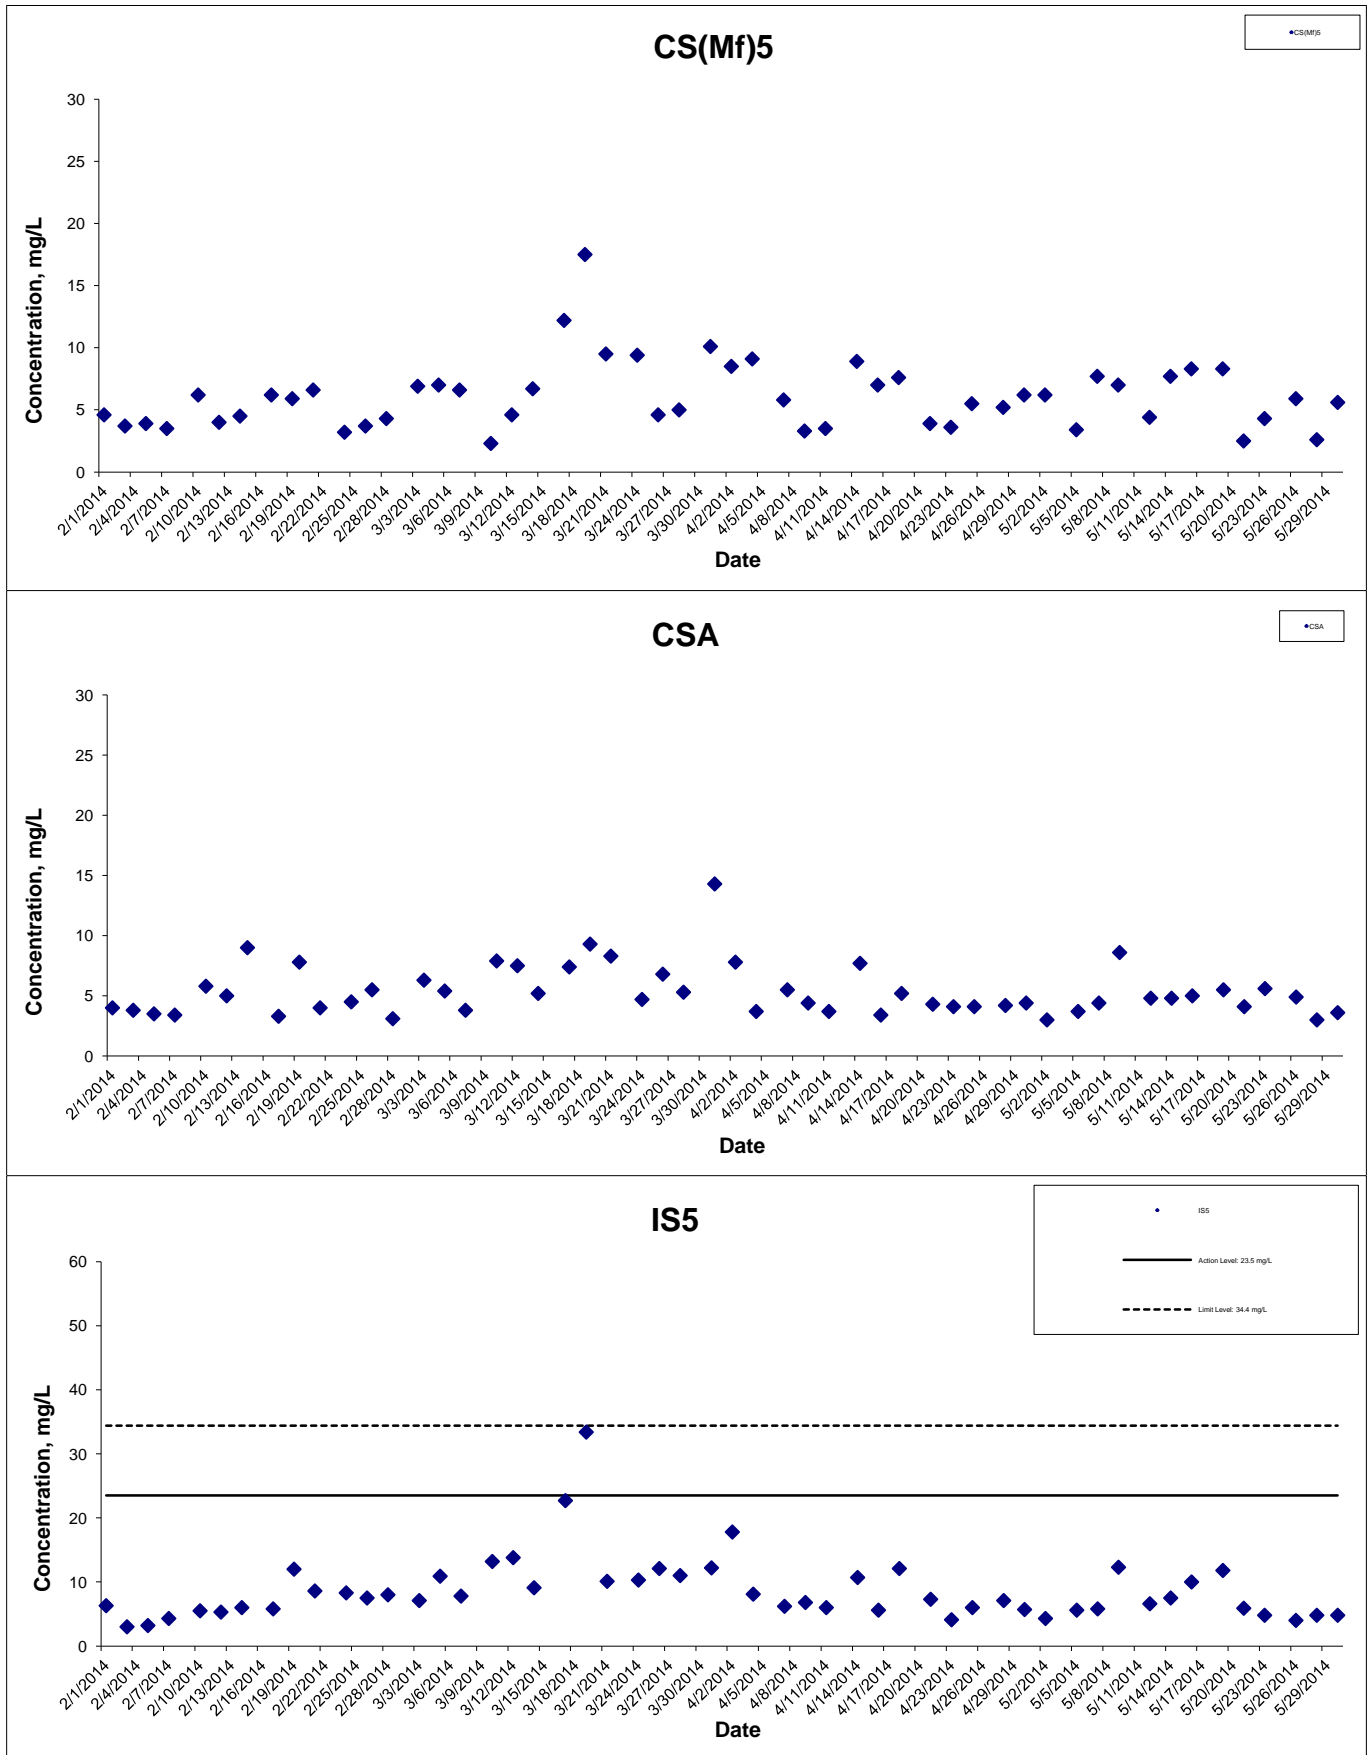 CS(Mf)5
CS(Mf)5
30
25
20
15
10
5
0
Concentration, mg/L
2/1/2014 2/4/2014 2/7/2014 2/10/2014 2/13/2014 2/16/2014 2/19/2014 2/22/2014 2/25/2014 2/28/2014 3/3/2014 3/6/2014 3/9/2014 3/12/2014 3/15/2014 3/18/2014 3/21/2014 3/24/2014 3/27/2014 3/30/2014 4/2/2014 4/5/2014 4/8/2014 4/11/2014 4/14/2014 4/17/2014 4/20/2014 4/23/2014 4/26/2014 4/29/2014 5/2/2014 5/5/2014 5/8/2014 5/11/2014 5/14/2014 5/17/2014 5/20/2014 5/23/2014 5/26/2014 5/29/2014
Date
CSA
CSA
30
25
20
15
10
5
0
Concentration, mg/L
2/1/2014 2/4/2014 2/7/2014 2/10/2014 2/13/2014 2/16/2014 2/19/2014 2/22/2014 2/25/2014 2/28/2014 3/3/2014 3/6/2014 3/9/2014 3/12/2014 3/15/2014 3/18/2014 3/21/2014 3/24/2014 3/27/2014 3/30/2014 4/2/2014 4/5/2014 4/8/2014 4/11/2014 4/14/2014 4/17/2014 4/20/2014 4/23/2014 4/26/2014 4/29/2014 5/2/2014 5/5/2014 5/8/2014 5/11/2014 5/14/2014 5/17/2014 5/20/2014 5/23/2014 5/26/2014 5/29/2014
Date
IS5
IS5
Action Level: 23.5 mg/L
Limit Level: 34.4 mg/L
60
50
40
30
20
10
0
Concentration, mg/L
2/1/2014 2/4/2014 2/7/2014 2/10/2014 2/13/2014 2/16/2014 2/19/2014 2/22/2014 2/25/2014 2/28/2014 3/3/2014 3/6/2014 3/9/2014 3/12/2014 3/15/2014 3/18/2014 3/21/2014 3/24/2014 3/27/2014 3/30/2014 4/2/2014 4/5/2014 4/8/2014 4/11/2014 4/14/2014 4/17/2014 4/20/2014 4/23/2014 4/26/2014 4/29/2014 5/2/2014 5/5/2014 5/8/2014 5/11/2014 5/14/2014 5/17/2014 5/20/2014 5/23/2014 5/26/2014 5/29/2014
Date